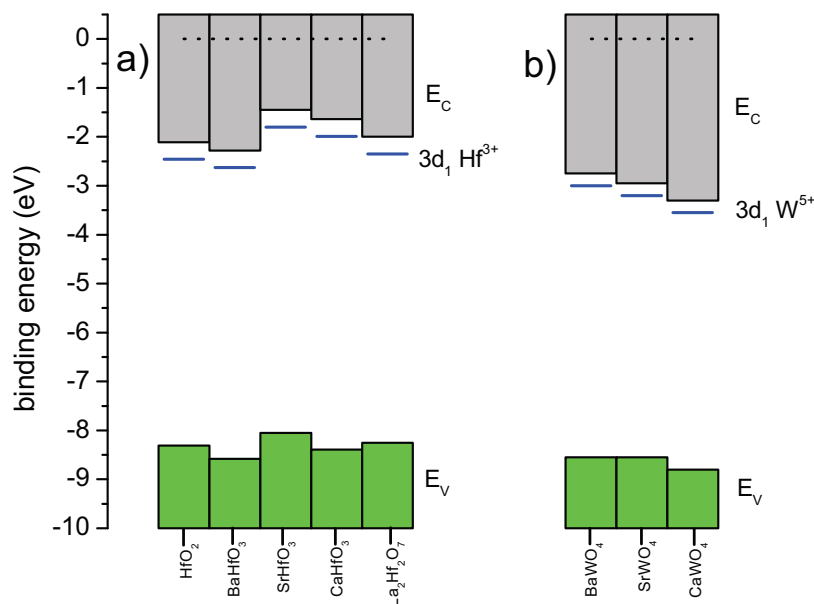 a)
b)
binding energy (eV)
0
-1
-2
-3
-4
-5
-6
-7
-8
-9
-10
E_C
3d_1 Hf^3+
E_V
HfO_2
BaHfO_3
SrHfO_3
CaHfO_3
La_2Hf_2O_7
E_C
3d_1 W^5+
E_V
BaWO_4
SrWO_4
CaWO_4